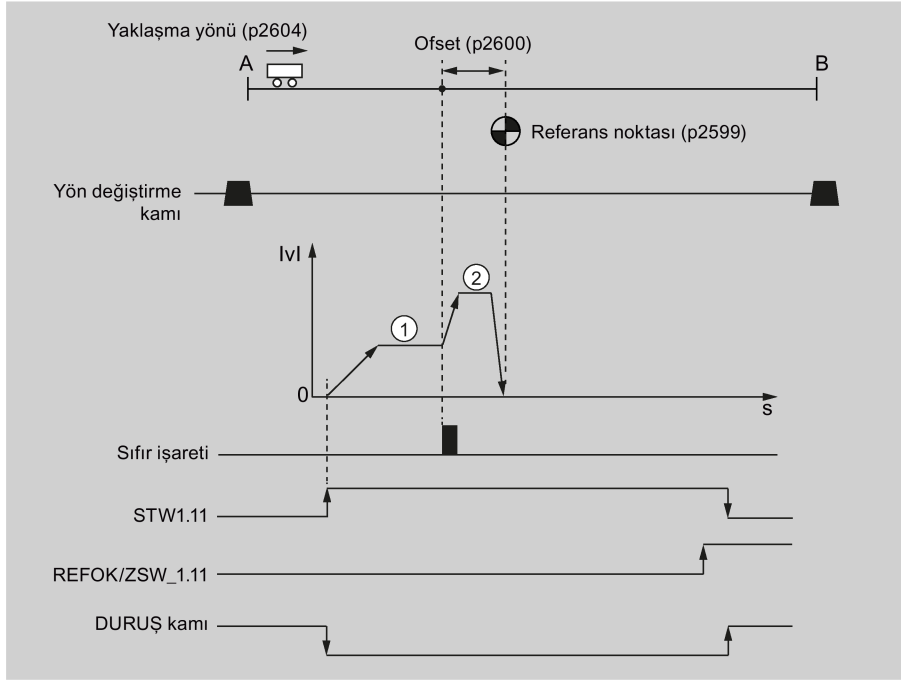 Yaklaşma yönü (p2604)
Ofset (p2600)
A
B
Referans noktası (p2599)
Yön değiştirme
kamı
IvI
2
1
0
s
Sıfır işareti
STW1.11
REFOK/ZSW_1.11
DURUŞ kamı